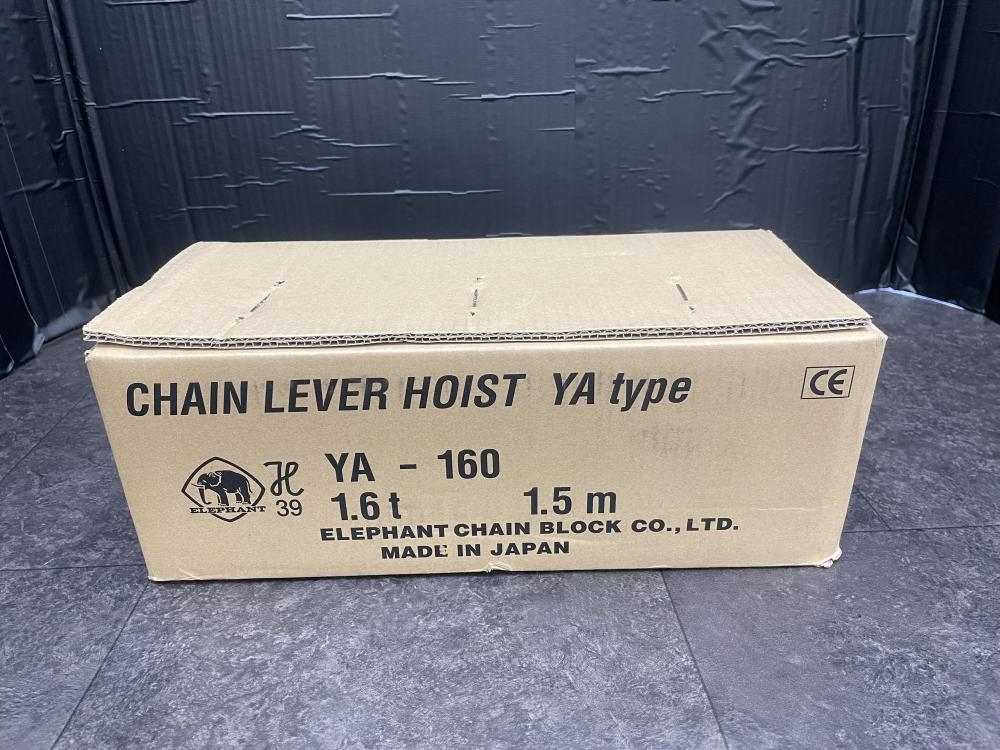 CHAIN LEVER HOIST YA type
CE
YA - 160
ELEPHANT
H
39
1.6 t 1.5 m
ELEPHANT CHAIN BLOCK CO., LTD.
MADE IN JAPAN